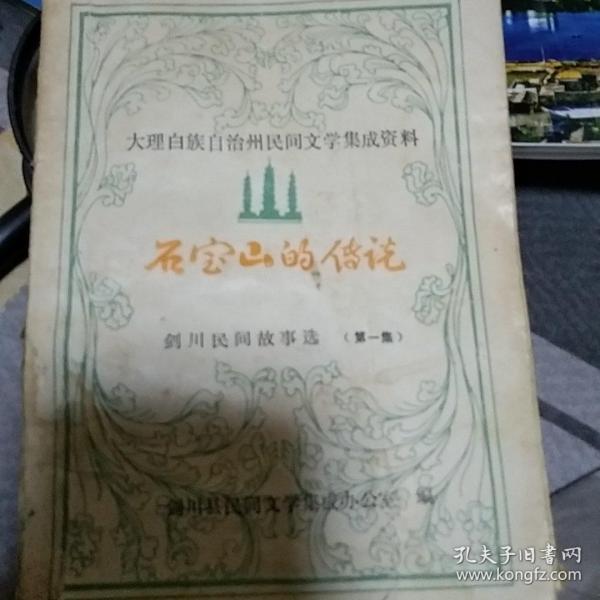 大理白族自治州民间文学集成资料
石宝山的传说
剑川民间故事选（第一集）
剑川县民间文学集成办公室 编
孔夫子旧书网
www.kongfz.com